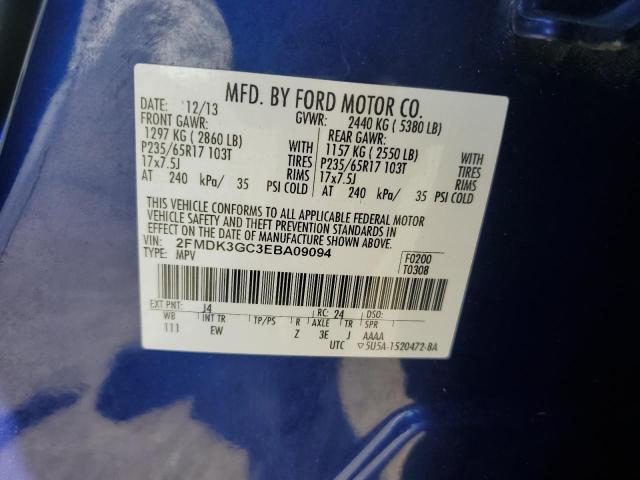 MFD. BY FORD MOTOR CO.
DATE: 12/13 GVWR: 2440 KG ( 5380 LB)
FRONT GAWR: REAR GAWR:
1297 KG ( 2860 LB) WITH 1157 KG ( 2550 LB) WITH
P235/65R17 103T TIRES P235/65R17 103T TIRES
17x7.5J RIMS 17x7.5J RIMS
AT 240 kPa/ 35 PSI COLD AT 240 kPa/ 35 PSI COLD
THIS VEHICLE CONFORMS TO ALL APPLICABLE FEDERAL MOTOR
VEHICLE SAFETY AND THEFT PREVENTION STANDARDS IN
EFFECT ON THE DATE OF MANUFACTURE SHOWN ABOVE.
VIN: 2FMDK3GC3EBA09094 F0200
TYPE: MPV T0308
EXT PNT: J4 RC: 24 DSO:
WB INT TR TP/PS R AXLE TR SPR
111 EW Z 3E J AAAA
UTC ▽5U5A-1520472-BA